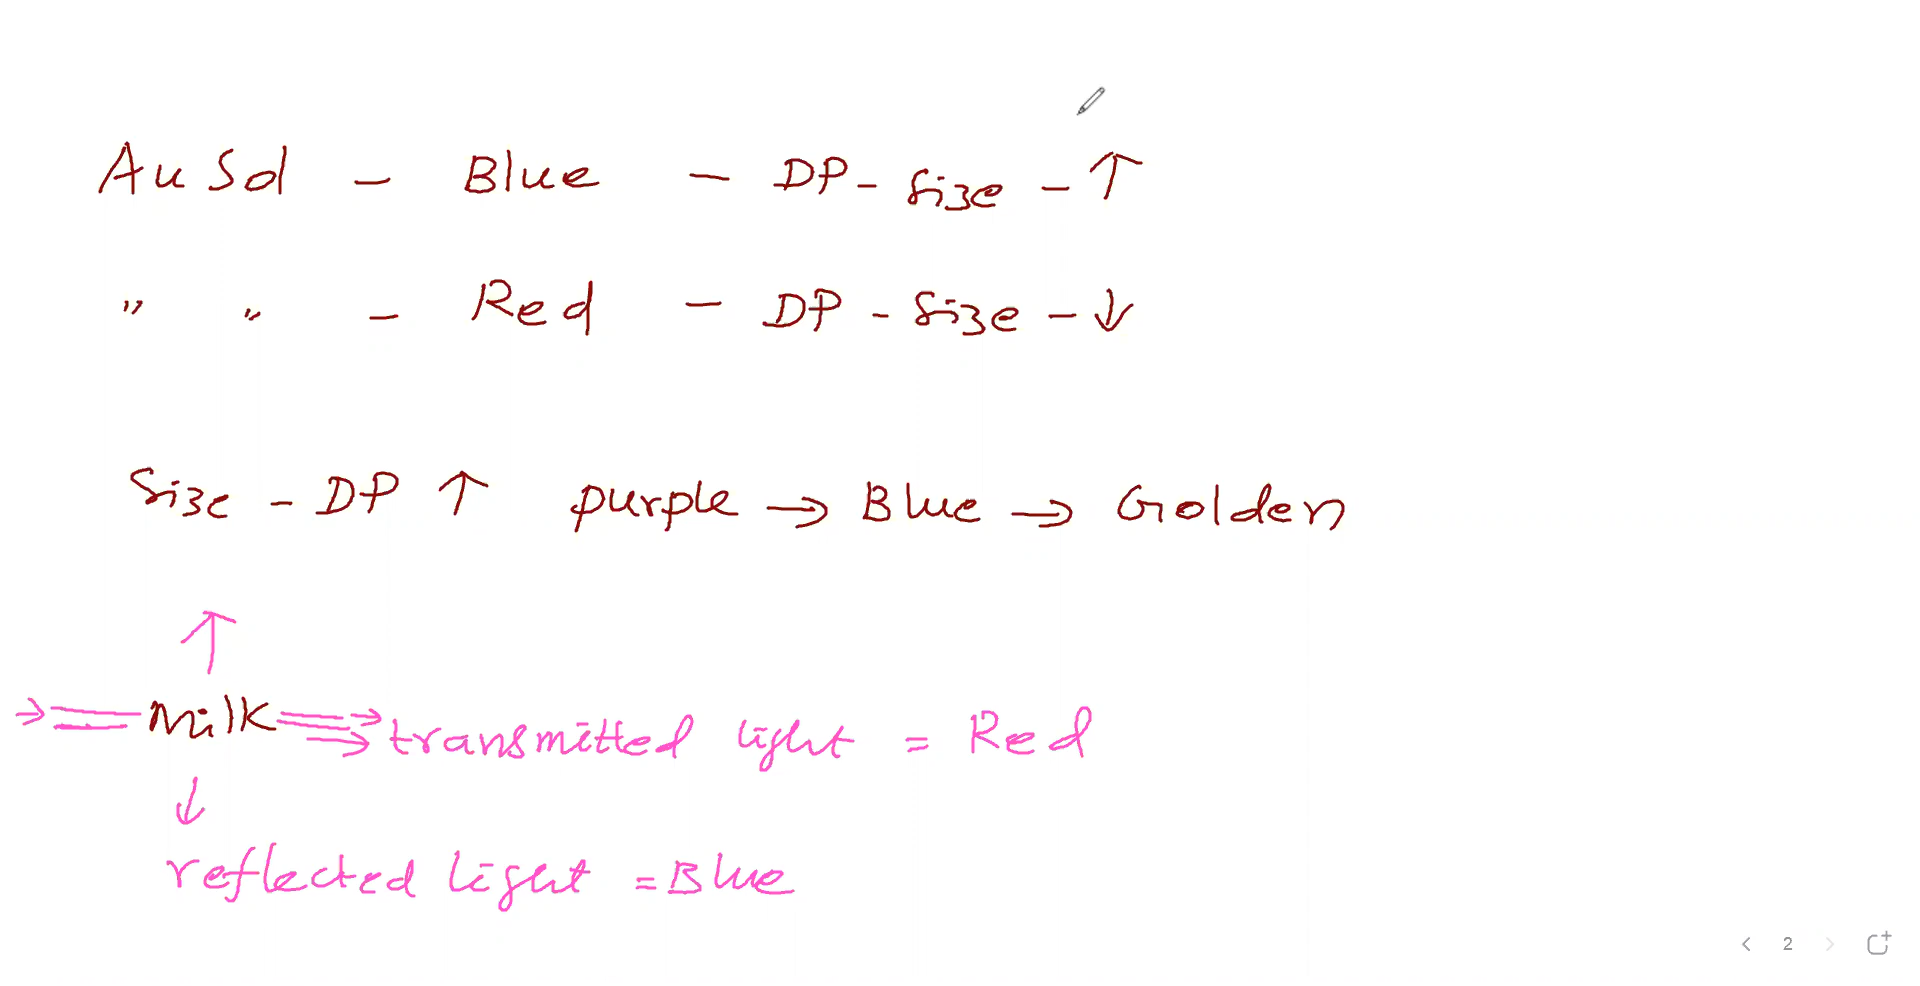 Au Sol - Blue - DP - Size - ↑
" " - Red - DP - Size - ↓
Size - DP ↑ purple → Blue → Golden
Milk transmitted light = Red
reflected light = Blue
2